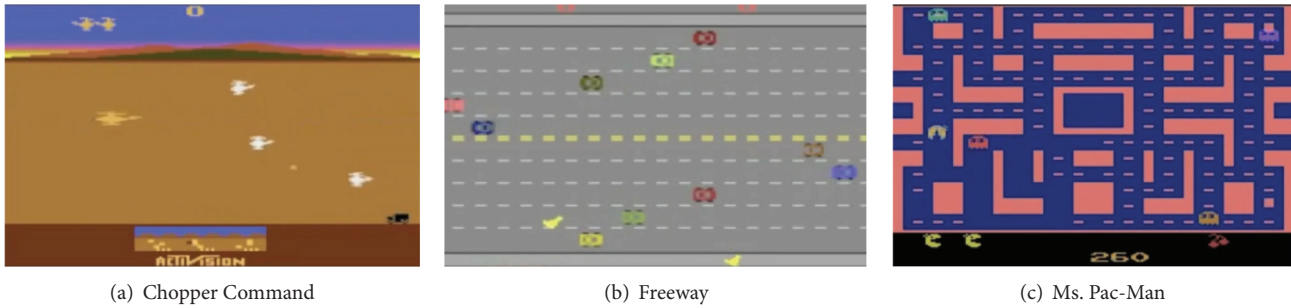 0
ACTIVISION
260
(a) Chopper Command
(b) Freeway
(c) Ms. Pac-Man